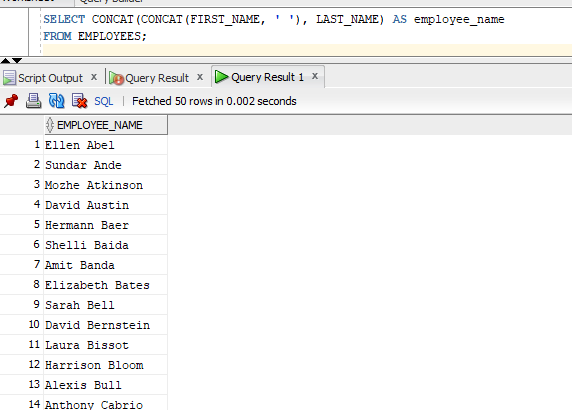 Query Builder
SELECT CONCAT(CONCAT(FIRST_NAME, ' '), LAST_NAME) AS employee_name
FROM EMPLOYEES;
Script Output x Query Result x Query Result 1 x
SQL | Fetched 50 rows in 0.002 seconds
EMPLOYEE_NAME
1 Ellen Abel
2 Sundar Ande
3 Mozhe Atkinson
4 David Austin
5 Hermann Baer
6 Shelli Baida
7 Amit Banda
8 Elizabeth Bates
9 Sarah Bell
10 David Bernstein
11 Laura Bissot
12 Harrison Bloom
13 Alexis Bull
14 Anthony Cabrio